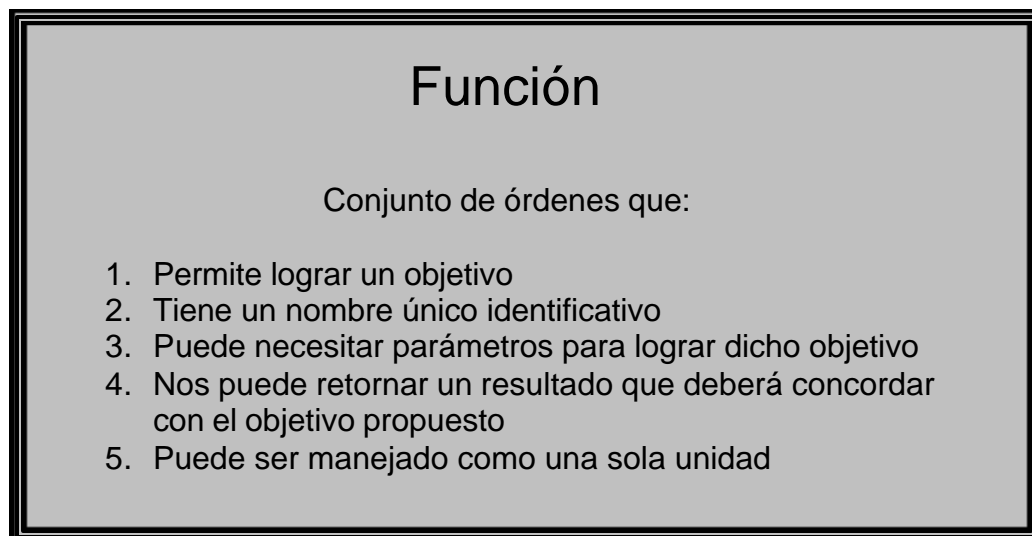 Función
Conjunto de órdenes que:
1. Permite lograr un objetivo
2. Tiene un nombre único identificativo
3. Puede necesitar parámetros para lograr dicho objetivo
4. Nos puede retornar un resultado que deberá concordar
con el objetivo propuesto
5. Puede ser manejado como una sola unidad